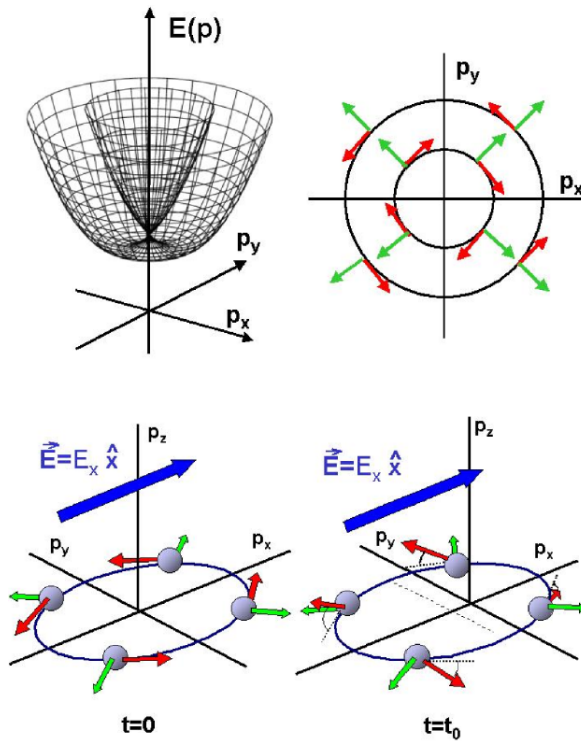 E(p)
p_y
p_x
p_y
p_x
p_z
E⃗=E_x x̂
p_y
p_x
t=0
p_z
E⃗=E_x x̂
p_y
p_x
t=t_0